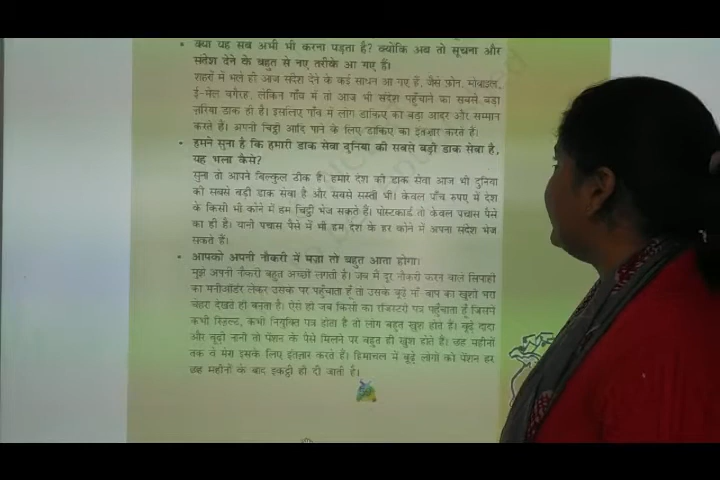 • क्या यह सब अभी भी करना पड़ता है? क्योंकि अब तो सूचना और
संदेश देने के बहुत से नए तरीके आ गए हैं।
शहरों में भले ही आज संदेश देने के कई साधन आ गए हैं, जैसे फ़ोन, मोबाइल,
ई-मेल वगैरह, लेकिन गाँव में तो आज भी संदेश पहुँचाने का सबसे बड़ा
ज़रिया डाक ही है। इसलिए गाँव में लोग डाकिए का बड़ा आदर और सम्मान
करते हैं। अपनी चिट्ठी आदि पाने के लिए डाकिए का इंतज़ार करते हैं।
• हमने सुना है कि हमारी डाक सेवा दुनिया की सबसे बड़ी डाक सेवा है,
यह भला कैसे?
सुना तो आपने बिल्कुल ठीक है। हमारे देश की डाक सेवा आज भी दुनिया
की सबसे बड़ी डाक सेवा है और सबसे सस्ती भी। केवल पाँच रुपए में देश
के किसी भी कोने में हम चिट्ठी भेज सकते हैं। पोस्टकार्ड तो केवल पचास पैसे
का ही है। यानी पचास पैसे में भी हम देश के हर कोने में अपना संदेश भेज
सकते हैं।
• आपको अपनी नौकरी में मज़ा तो बहुत आता होगा।
मुझे अपनी नौकरी बहुत अच्छी लगती है। जब मैं दूर नौकरी करने वाले सिपाही
का मनीऑर्डर लेकर उसके घर पहुँचाता हूँ तो उसके बूढ़े माँ बाप का खुशी भरा
चेहरा देखते ही बनता है। ऐसे ही जब किसी का रजिस्टरी पत्र पहुँचाता हूँ जिसमें
कभी रिज़ल्ट, कभी नियुक्ति पत्र होता है तो लोग बहुत खुश होते हैं। बूढ़े दादा
और बूढ़ी नानी तो पेंशन के पैसे मिलने पर बहुत ही खुश होते हैं। छह महीनों
तक वे मेरा इसके लिए इंतज़ार करते हैं। हिमाचल में बूढ़े लोगों को पेंशन हर
छह महीनों के बाद इकट्ठी ही दी जाती है।